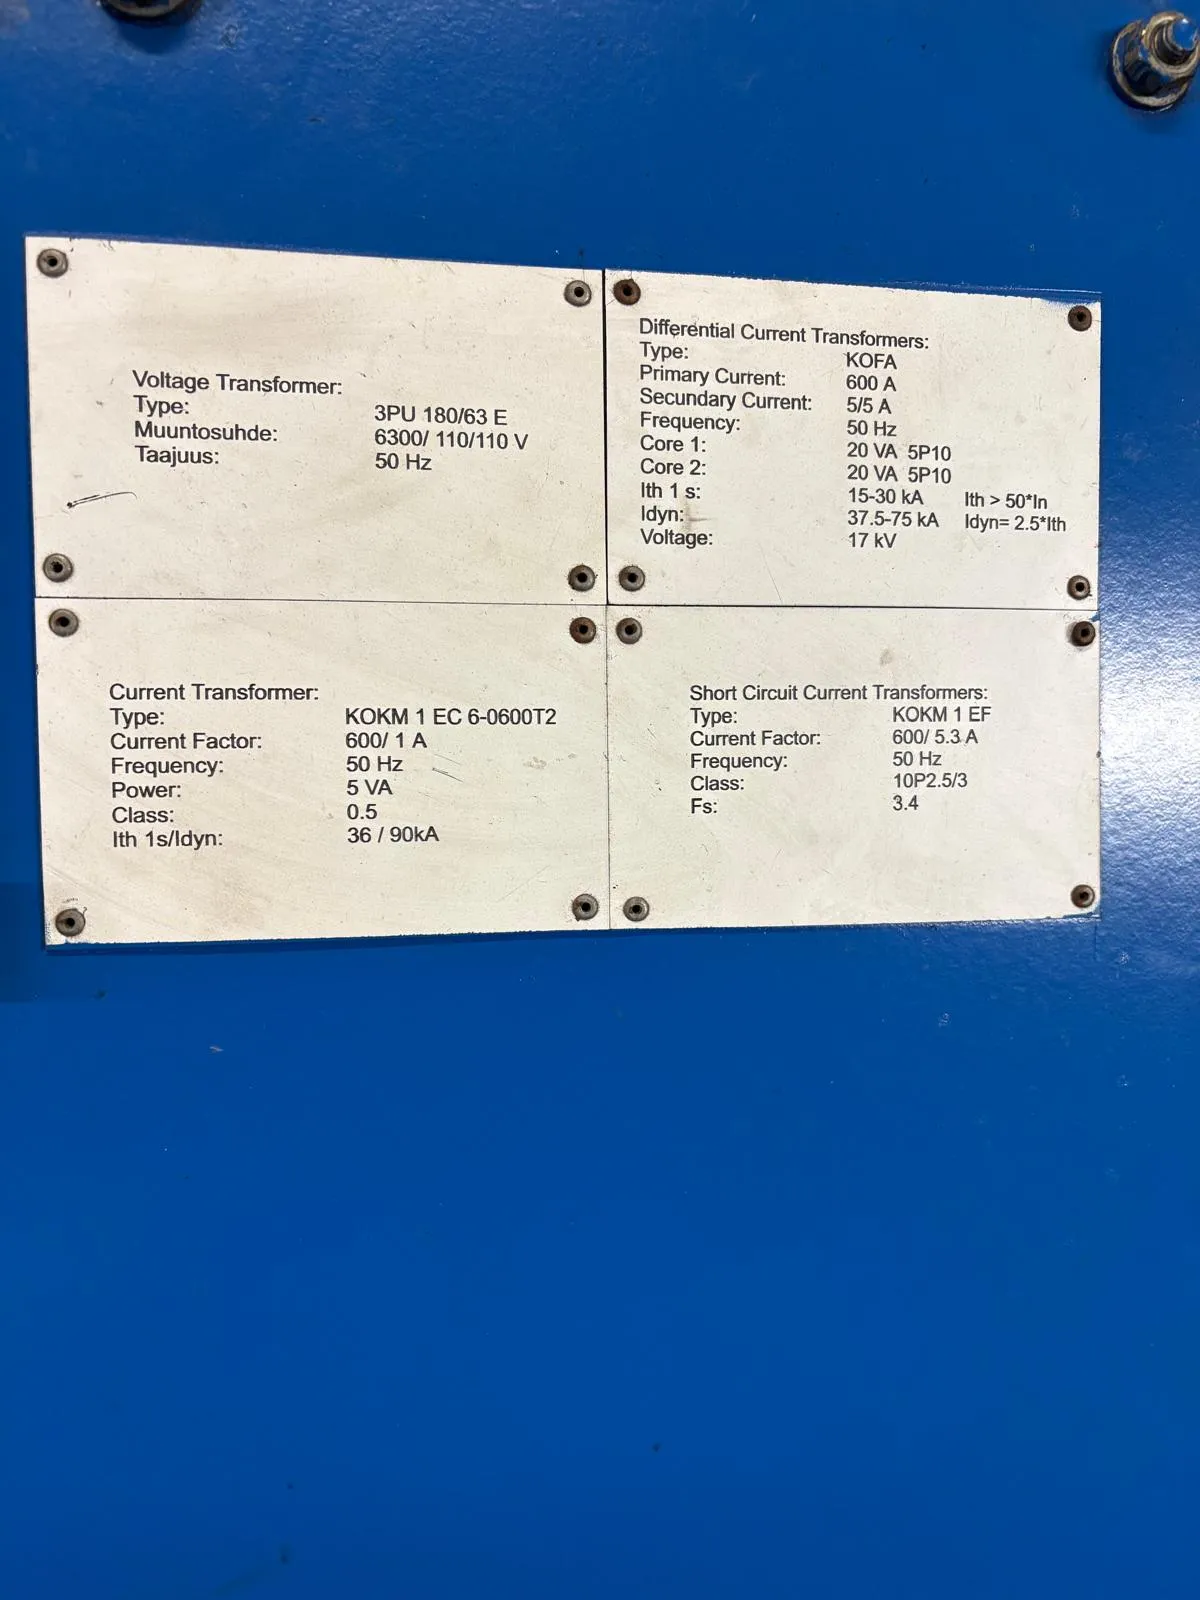 Voltage Transformer:
Type: 3PU 180/63 E
Muuntosuhde: 6300/ 110/110 V
Taajuus: 50 Hz
Differential Current Transformers:
Type: KOFA
Primary Current: 600 A
Secundary Current: 5/5 A
Frequency: 50 Hz
Core 1: 20 VA 5P10
Core 2: 20 VA 5P10
Ith 1 s: 15-30 kA Ith > 50*In
Idyn: 37.5-75 kA Idyn= 2.5*Ith
Voltage: 17 kV
Current Transformer:
Type: KOKM 1 EC 6-0600T2
Current Factor: 600/ 1 A
Frequency: 50 Hz
Power: 5 VA
Class: 0.5
Ith 1s/Idyn: 36 / 90kA
Short Circuit Current Transformers:
Type: KOKM 1 EF
Current Factor: 600/ 5.3 A
Frequency: 50 Hz
Class: 10P2.5/3
Fs: 3.4